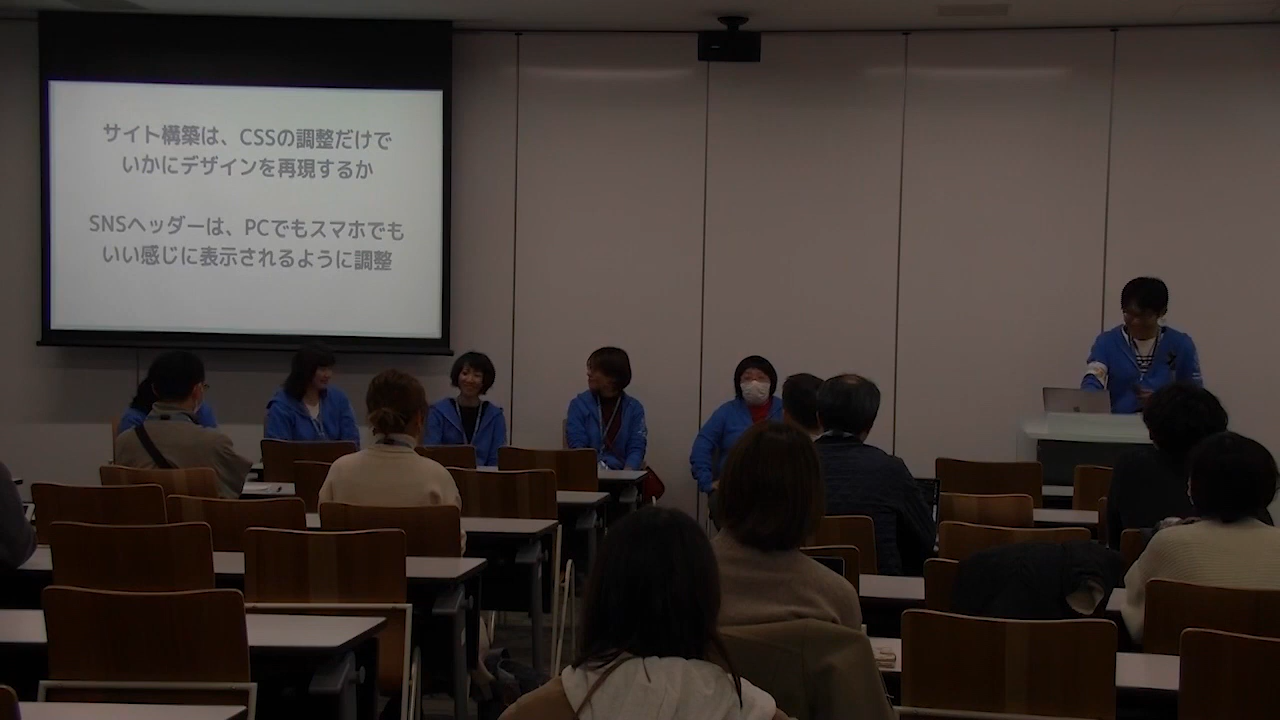 サイト構築は、CSSの調整だけで
いかにデザインを再現するか
SNSヘッダーは、PCでもスマホでも
いい感じに表示されるように調整